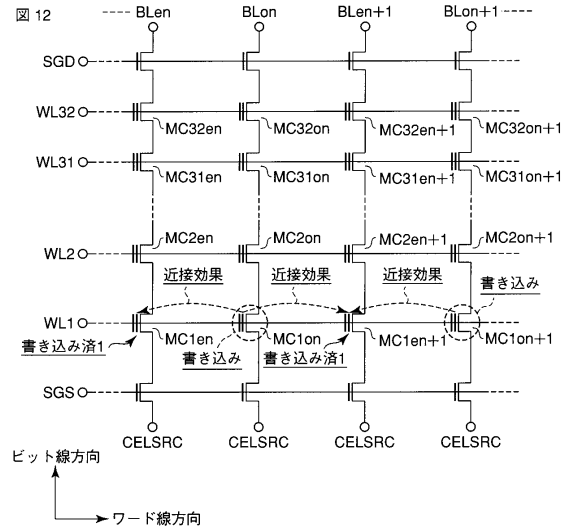 図 12
BLen BLon BLen+1 BLon+1
SGD
WL32
MC32en MC32on MC32en+1 MC32on+1
WL31
MC31en MC31on MC31en+1 MC31on+1
MC2en MC2on MC2en+1 MC2on+1
WL2
近接効果 近接効果 近接効果 書き込み
WL1
MC1en MC1on MC1en+1 MC1on+1
書き込み済1 書き込み 書き込み済1
SGS
CELSRC CELSRC CELSRC CELSRC
ビット線方向
ワード線方向